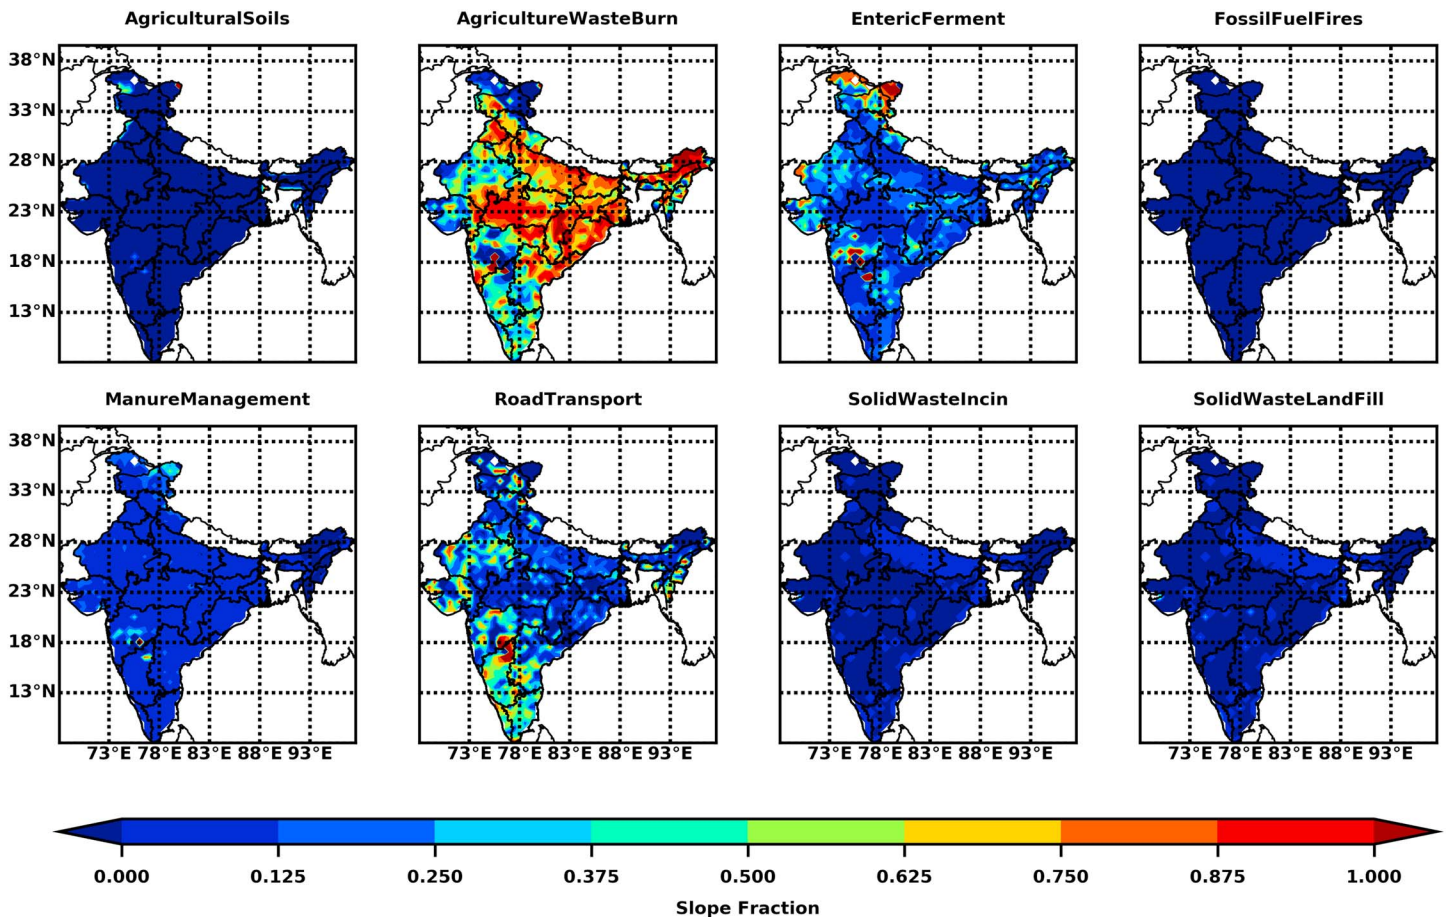 AgriculturalSoils AgricultureWasteBurn EntericFerment FossilFuelFires
38°N
33°N
28°N
23°N
18°N
13°N
ManureManagement RoadTransport SolidWasteIncin SolidWasteLandFill
38°N
33°N
28°N
23°N
18°N
13°N
73°E 78°E 83°E 88°E 93°E 73°E 78°E 83°E 88°E 93°E 73°E 78°E 83°E 88°E 93°E 73°E 78°E 83°E 88°E 93°E
0.000 0.125 0.250 0.375 0.500 0.625 0.750 0.875 1.000
Slope Fraction